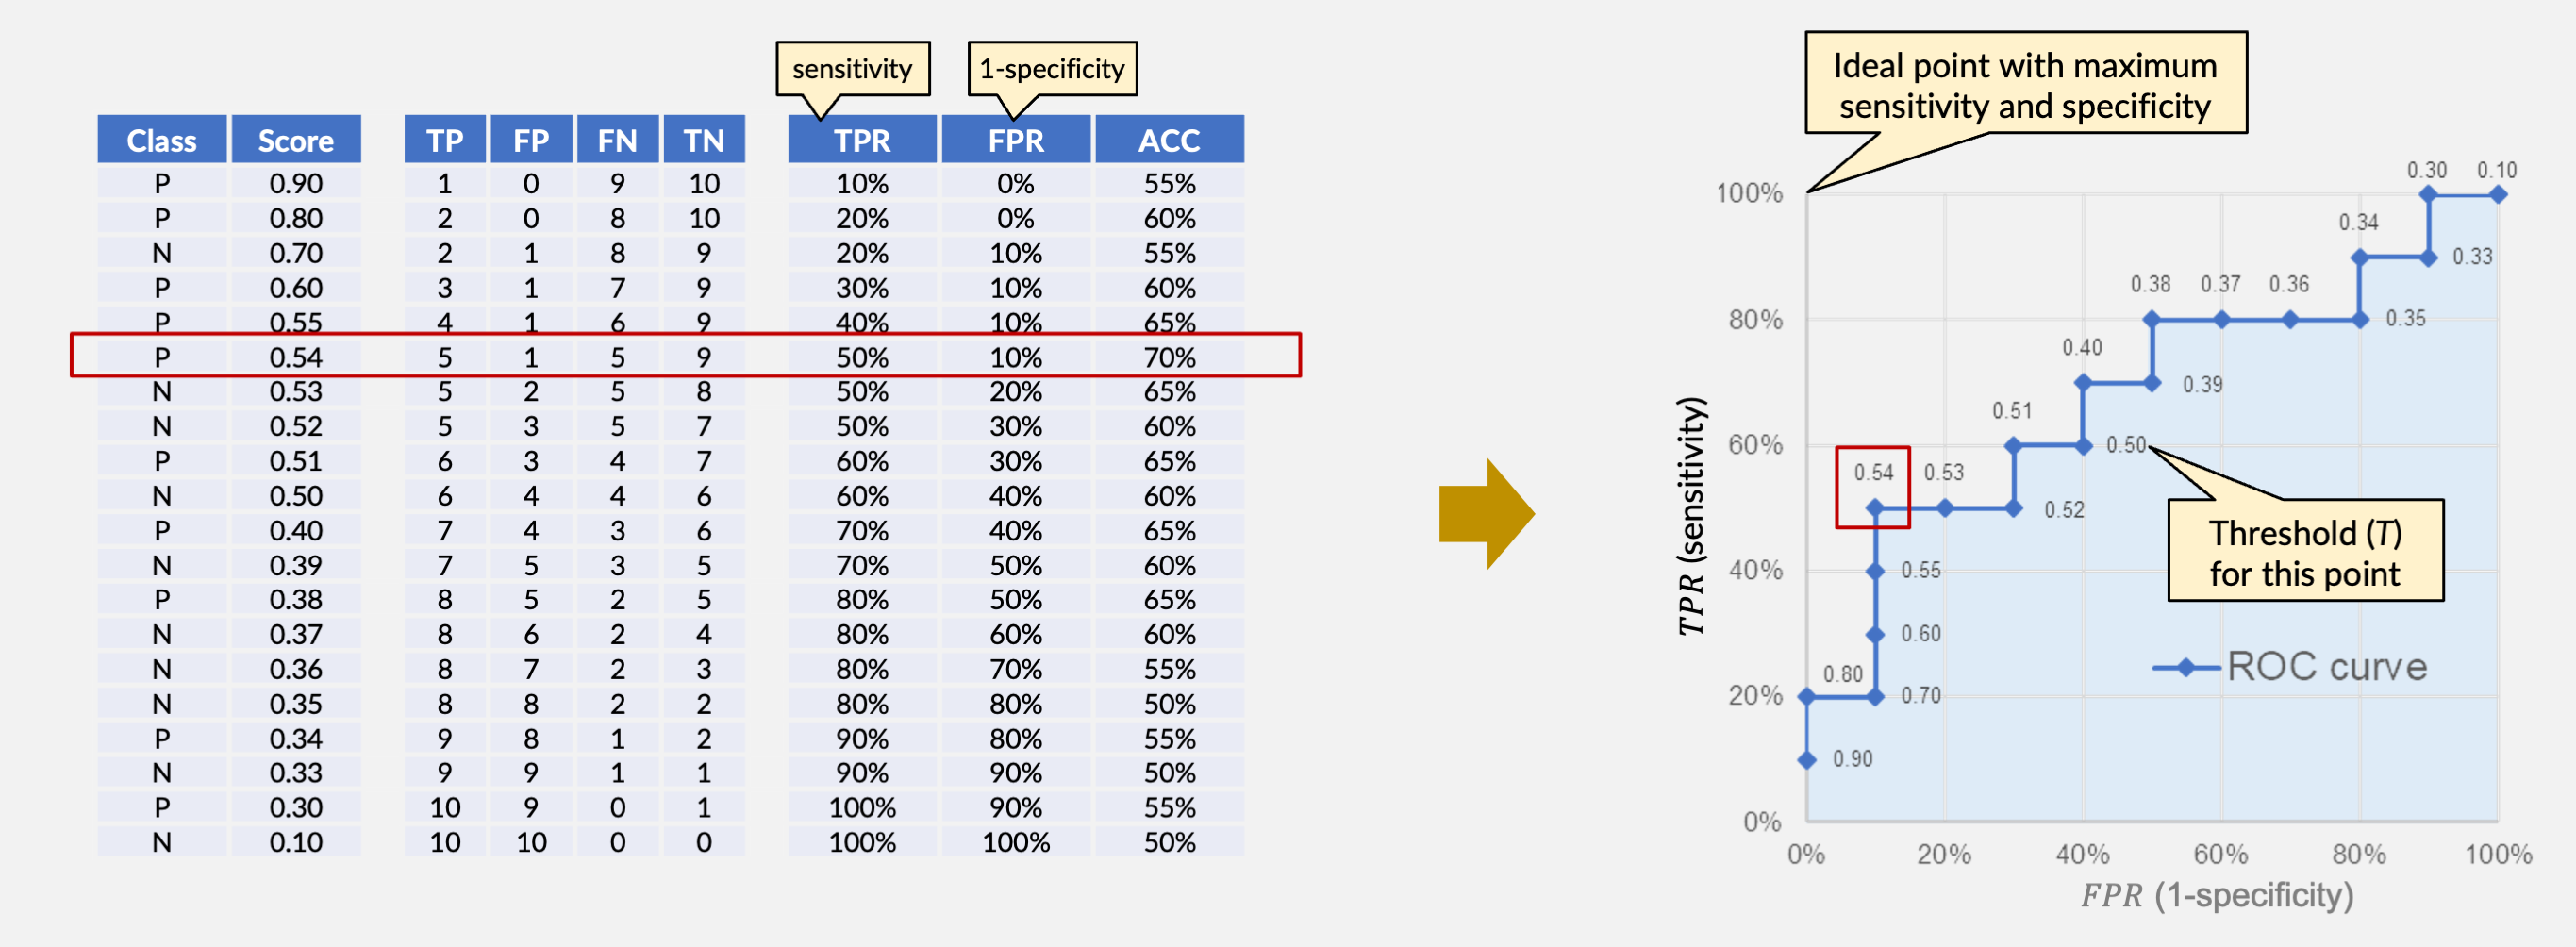 sensitivity
1-specificity
Class Score TP FP FN TN TPR FPR ACC
P 0.90 1 0 9 10 10% 0% 55%
P 0.80 2 0 8 10 20% 0% 60%
N 0.70 2 1 8 9 20% 10% 55%
P 0.60 3 1 7 9 30% 10% 60%
P 0.55 4 1 6 9 40% 10% 65%
P 0.54 5 1 5 9 50% 10% 70%
N 0.53 5 2 5 8 50% 20% 65%
N 0.52 5 3 5 7 50% 30% 60%
P 0.51 6 3 4 7 60% 30% 65%
N 0.50 6 4 4 6 60% 40% 60%
P 0.40 7 4 3 6 70% 40% 65%
N 0.39 7 5 3 5 70% 50% 60%
P 0.38 8 5 2 5 80% 50% 65%
N 0.37 8 6 2 4 80% 60% 60%
N 0.36 8 7 2 3 80% 70% 55%
N 0.35 8 8 2 2 80% 80% 50%
P 0.34 9 8 1 2 90% 80% 55%
N 0.33 9 9 1 1 90% 90% 50%
P 0.30 10 9 0 1 100% 90% 55%
N 0.10 10 10 0 0 100% 100% 50%
Ideal point with maximum
sensitivity and specificity
0.30 0.10
100%
0.34
0.33
0.38 0.37 0.36
80%
0.35
0.40
0.39
0.51
60%
0.50
0.54 0.53
0.52
Threshold (T)
for this point
40%
0.55
0.60
ROC curve
0.80
20%
0.70
0.90
0%
TPR (sensitivity)
0% 20% 40% 60% 80% 100%
FPR (1-specificity)